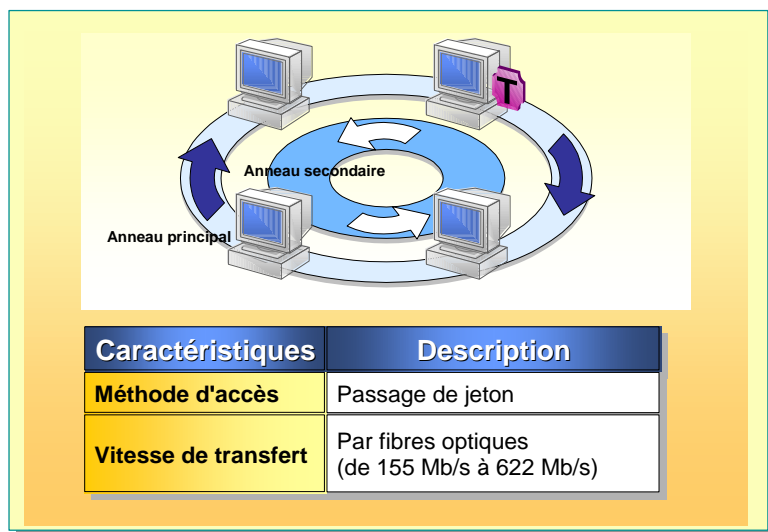 T
Anneau secondaire
Anneau principal
Caractéristiques Description
Méthode d'accès Passage de jeton
Vitesse de transfert Par fibres optiques
(de 155 Mb/s à 622 Mb/s)